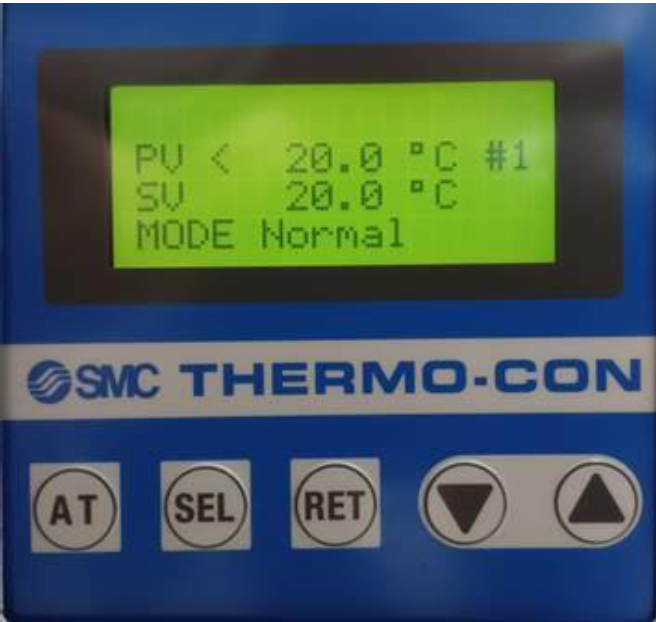 PV < 20.0 °C #1
SV 20.0 °C
MODE Normal
SMC THERMO-CON
AT SEL RET